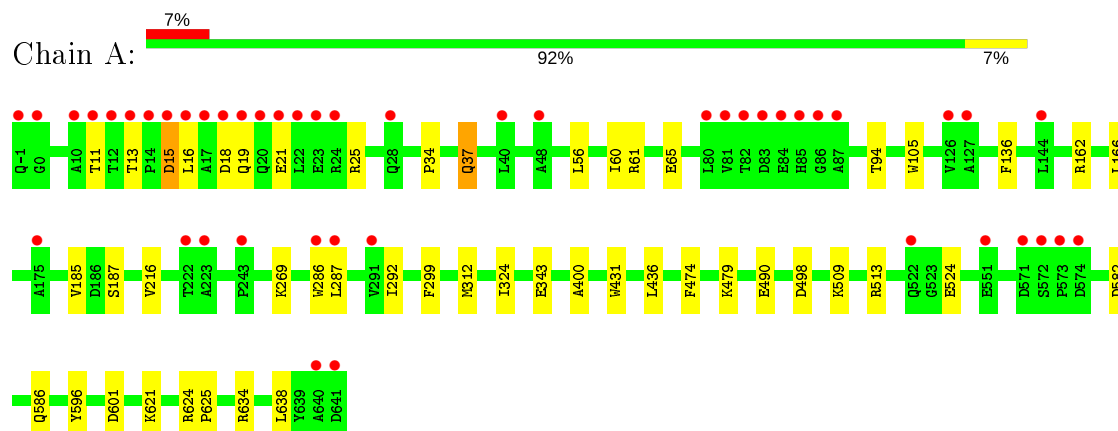 7%
Chain A:
92% 7%
Q-1 G0 A10 T11 T12 T13 P14 D15 L16 A17 D18 Q19 Q20 E21 L22 E23 R24 R25 Q28 P34 Q37 L40 A48 L56 I60 R61 E65 L80 V81 T82 D83 E84 H85 G86 A87 T94 W105 V126 A127 F136 L144 R162 L166
A175 V185 D186 S187 V216 T222 A223 P243 K269 W286 L287 V291 I292 F299 M312 I324 E343 A400 W431 L436 F474 K479 E490 D498 K509 R513 Q522 G523 E524 E551 D571 S572 P573 D574 D582
Q586 Y596 D601 K621 R624 P625 R634 L638 Y639 A640 D641